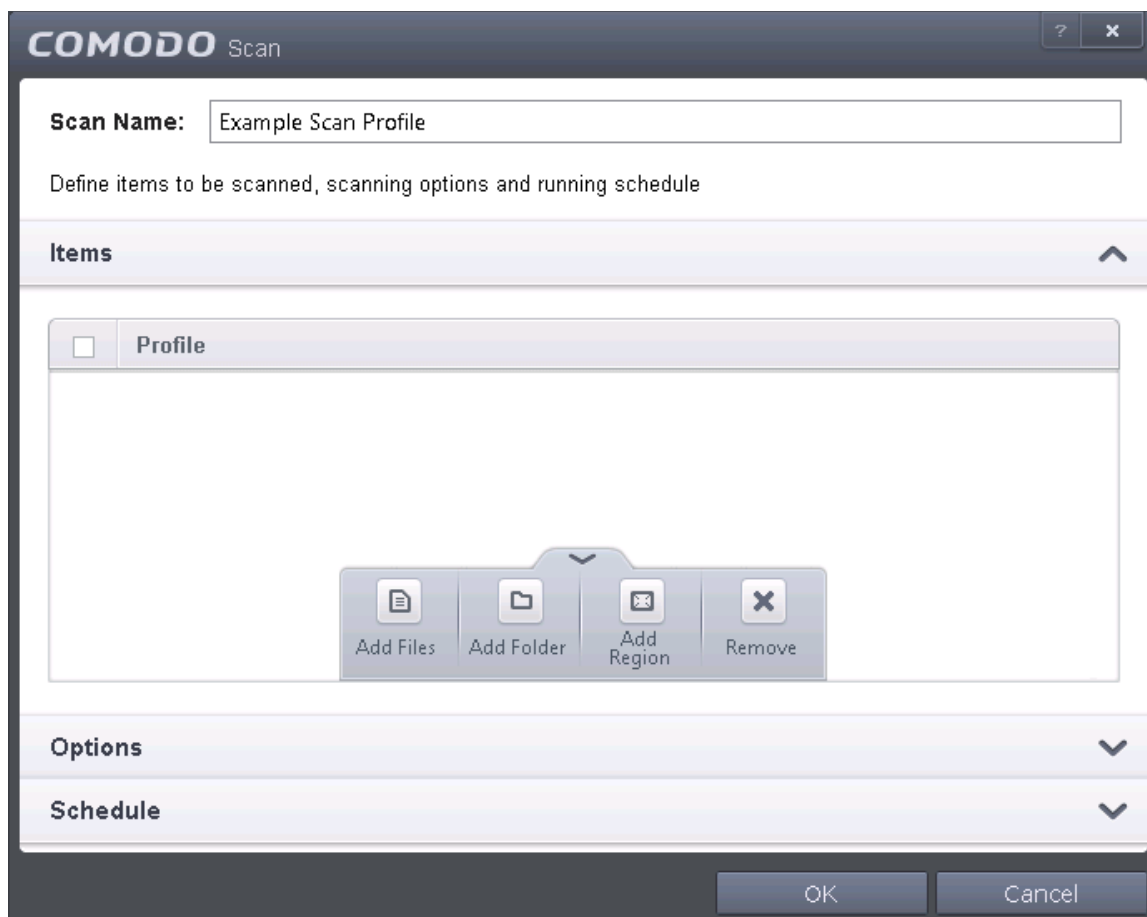 COMODO Scan
?
Scan Name: Example Scan Profile
Define items to be scanned, scanning options and running schedule
Items
Profile
Add Files
Add Folder
Add
Region
Remove
Options
Schedule
OK
Cancel